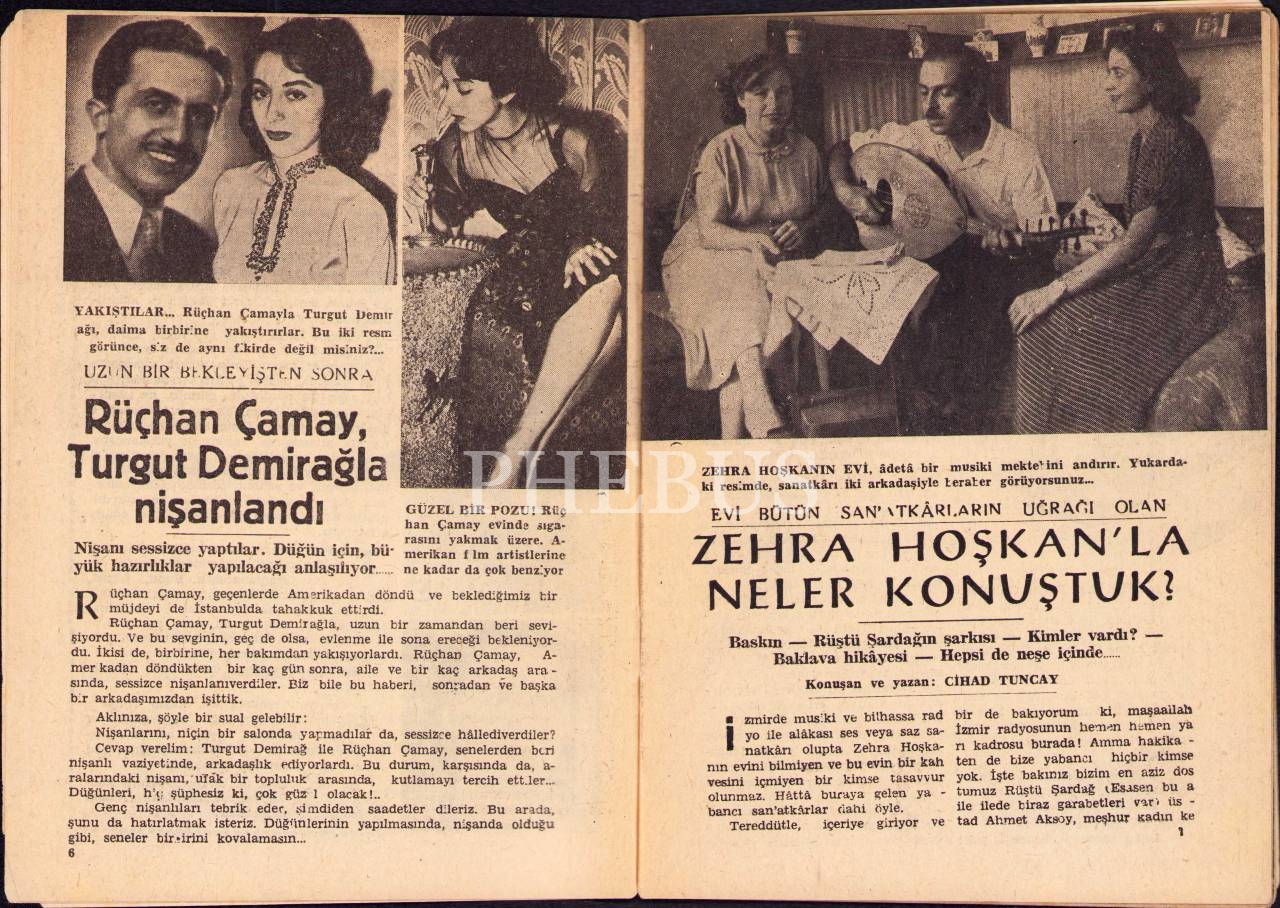 YAKIŞTILAR... Rüçhan Çamayla Turgut Demir
ağı, daima birbirine yakıştırırlar. Bu iki resm
görünce, siz de aynı fikirde değil misiniz?...
UZUN BİR BEKLEYİŞTEN SONRA
Rüçhan Çamay,
Turgut Demirağla
nişanlandı
Nişanı sessizce yaptılar. Düğün için, bü-
yük hazırlıklar yapılacağı anlaşılıyor......
GÜZEL BİR POZU! Rüç
han Çamay evinde sıga-
rasını yakmak üzere. A-
merikan film artistlerine
ne kadar da çok benziyor
Rüçhan Çamay, geçenlerde Amerikadan döndü ve beklediğimiz bir
müjdeyi de İstanbulda tahakkuk ettirdi.
Rüçhan Çamay, Turgut Demirağla, uzun bir zamandan beri sevi-
şiyordu. Ve bu sevginin, geç de olsa, evlenme ile sona ereceği bekleniyor-
du. İkisi de, birbirine, her bakımdan yakışıyorlardı. Rüçhan Çamay, A-
merkadan döndükten bir kaç gün sonra, aile ve bir kaç arkadaş ara-
sında, sessizce nişanlanıverdiler. Biz bile bu haberi, sonradan ve başka
bir arkadaşımızdan işittik.
Aklınıza, şöyle bir sual gelebilir:
Nişanlarını, niçin bir salonda yapmadılar da, sessizce hâllediverdiler?
Cevap verelim: Turgut Demirağ ile Rüçhan Çamay, senelerden beri
nişanlı vaziyetinde, arkadaşlık ediyorlardı. Bu durum, karşısında da, a-
ralarındaki nişanı, ufak bir topluluk arasında, kutlamayı tercih ettiler...
Düğünleri, hiç şüphesiz ki, çok güzel olacak!..
Genç nişanlıları tebrik eder, şimdiden saadetler dileriz. Bu arada,
şunu da hatırlatmak isteriz. Düğünlerinin yapılmasında, nişanda olduğu
gibi, seneler birbirini kovalamasın...
6
ZEHRA HOŞKANIN EVİ, âdetâ bir musiki mektebini andırır. Yukarda-
ki resimde, sanatkârı iki arkadaşiyle beraber görüyorsunuz...
EVİ BÜTÜN SAN'ATKÂRLARIN UĞRAĞI OLAN
ZEHRA HOŞKAN'LA
NELER KONUŞTUK?
Baskın — Rüştü Şardağın şarkısı — Kimler vardı? —
Baklava hikâyesi — Hepsi de neşe içinde......
Konuşan ve yazan: CİHAD TUNCAY
izmirde musiki ve bilhassa rad
yo ile alâkası ses veya saz sa-
natkârı olupta Zehra Hoşka-
nın evini bilmiyen ve bu evin bir kah
vesini içmiyen bir kimse tasavvur
olunmaz. Hâttâ buraya gelen ya -
bancı san'atkârlar dahi öyle.
Tereddütle, içeriye giriyor ve
bir de bakıyorum ki, maşaallah
İzmir radyosunun hemen hemen ya
rı kadrosu burada! Amma hakika -
ten de bize yabancı hiçbir kimse
yok. İşte bakınız bizim en aziz dos
tumuz Rüştü Şardağ (Esasen bu a
ile ilede biraz garabetleri var) üs -
tad Ahmet Aksoy, meşhur kadın ke
PHEBUS